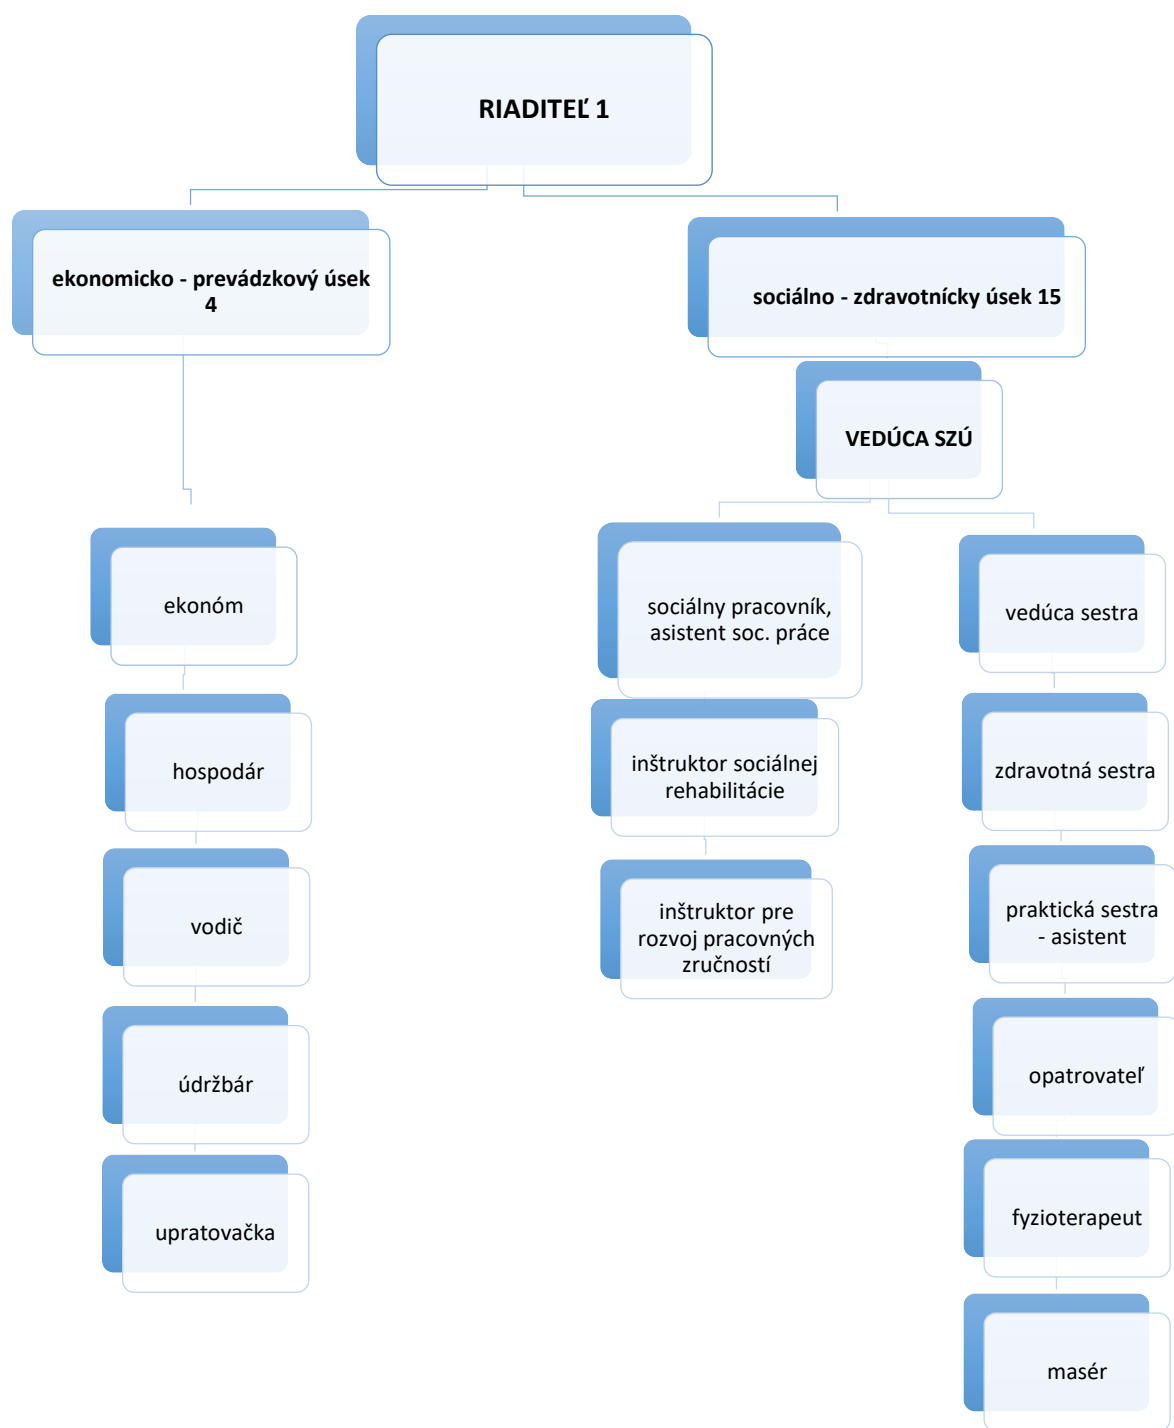 RIADITEĽ 1
ekonomicko - prevádzkový úsek
4
sociálno - zdravotnícky úsek 15
VEDÚCA SZÚ
ekonóm
hospodár
vodič
údržbár
upratovačka
sociálny pracovník,
asistent soc. práce
inštruktor sociálnej
rehabilitácie
inštruktor pre
rozvoj pracovných
zručností
vedúca sestra
zdravotná sestra
praktická sestra
- asistent
opatrovateľ
fyzioterapeut
masér